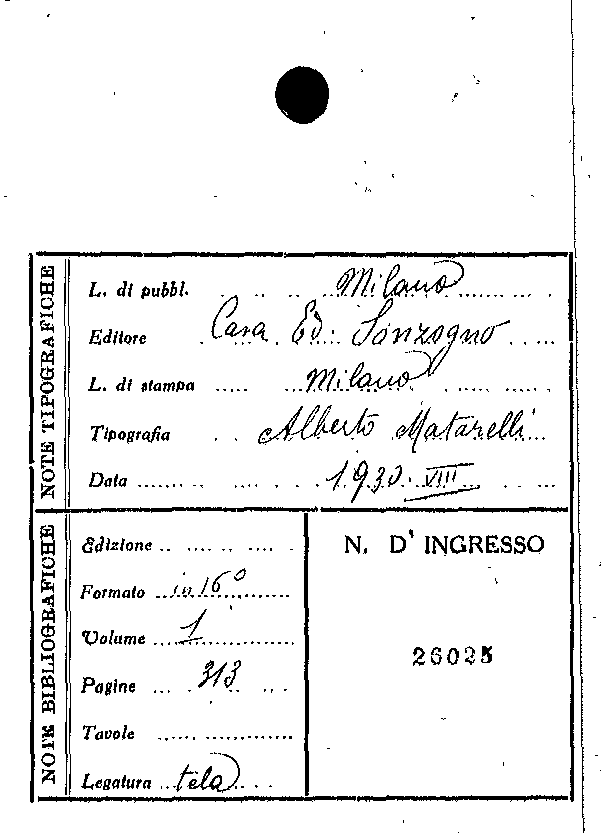 NOTE TIPOGRAFICHE
L. di pubbl. Milano
Editore Casa Ed. Sonzogno
L. di stampa Milano
Tipografia Alberto Matarelli
Data 1930. VIII
NOTE BIBLIOGRAFICHE
Edizione
Formato in 16°
Volume 1
Pagine 313
Tavole
Legatura tela
N. D'INGRESSO
26025